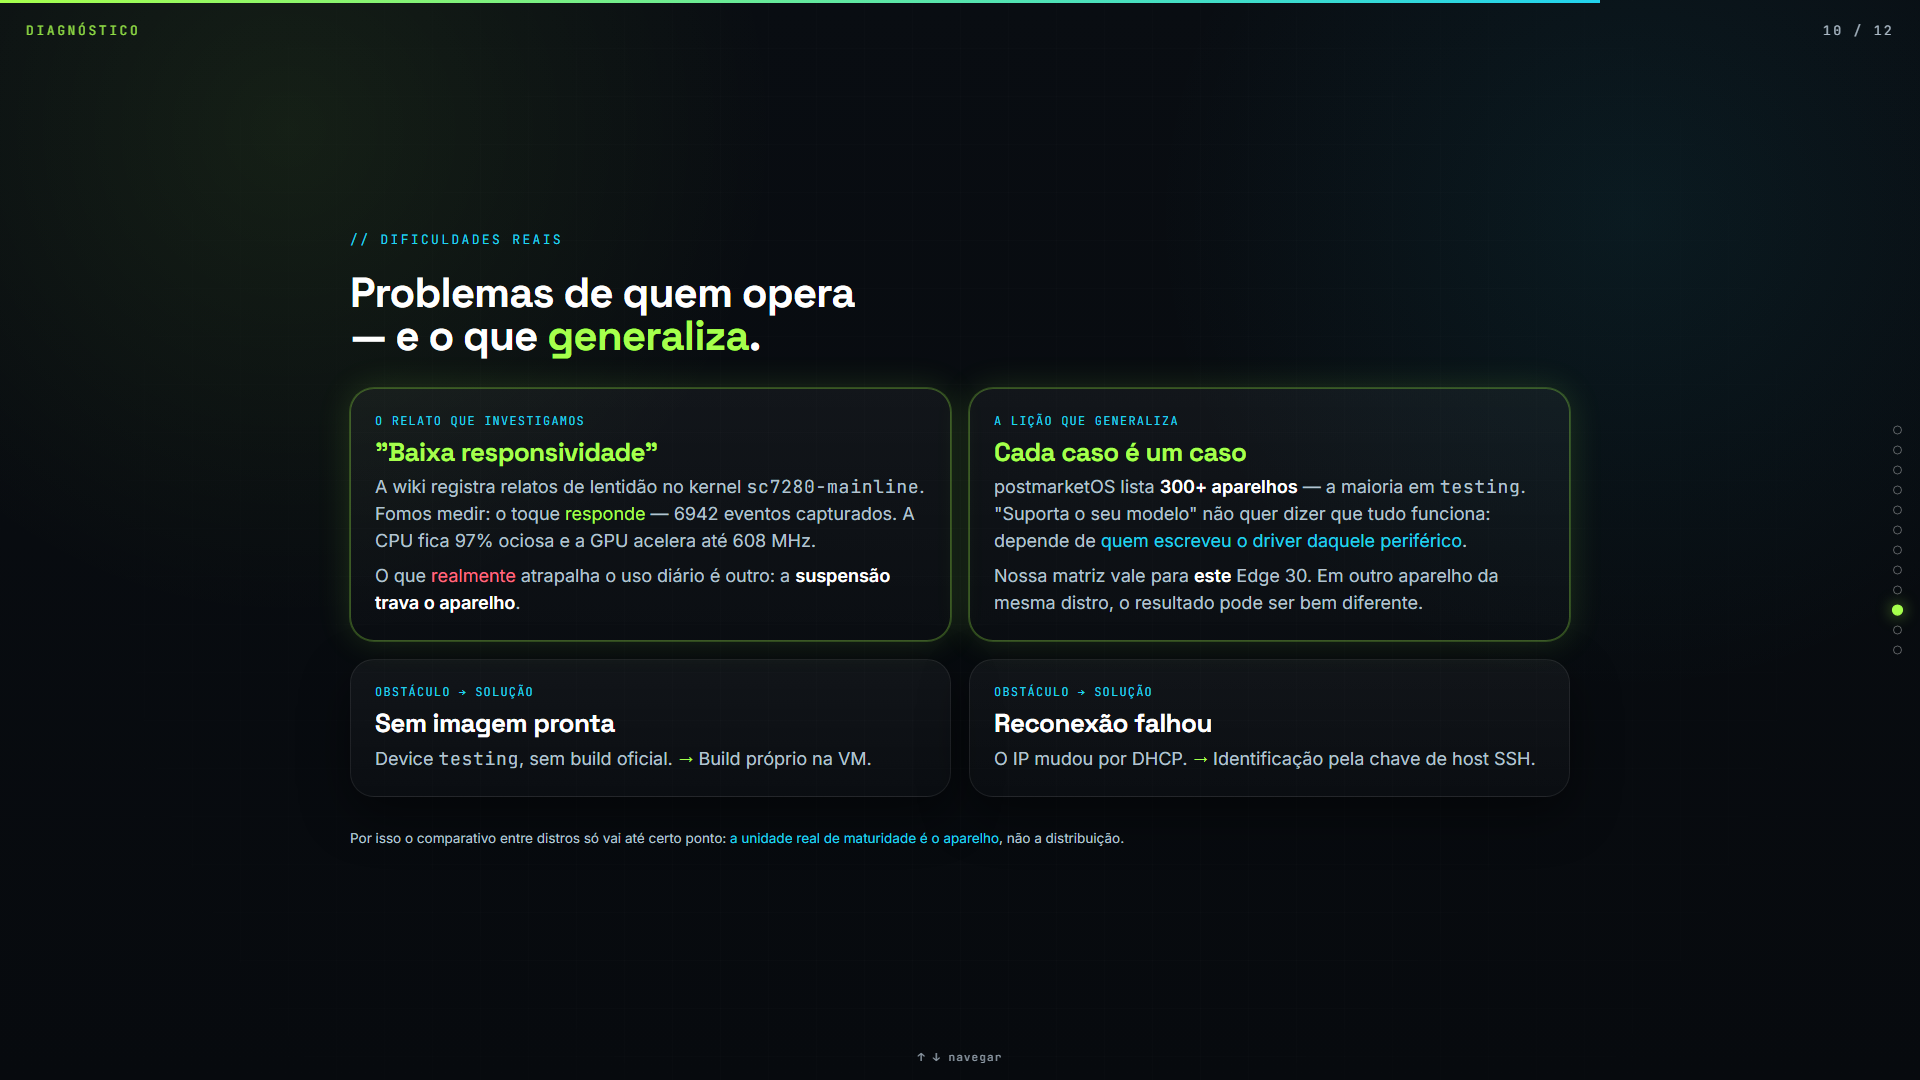 DIAGNÓSTICO
10 / 12
// DIFICULDADES REAIS
Problemas de quem opera
— e o que generaliza.
O RELATO QUE INVESTIGAMOS
”Baixa responsividade”
A wiki registra relatos de lentidão no kernel sc7280-mainline.
Fomos medir: o toque responde — 6942 eventos capturados. A
CPU fica 97% ociosa e a GPU acelera até 608 MHz.
O que realmente atrapalha o uso diário é outro: a suspensão
trava o aparelho.
A LIÇÃO QUE GENERALIZA
Cada caso é um caso
postmarketOS lista 300+ aparelhos — a maioria em testing.
"Suporta o seu modelo" não quer dizer que tudo funciona:
depende de quem escreveu o driver daquele periférico.
Nossa matriz vale para este Edge 30. Em outro aparelho da
mesma distro, o resultado pode ser bem diferente.
OBSTÁCULO → SOLUÇÃO
Sem imagem pronta
Device testing, sem build oficial. → Build próprio na VM.
OBSTÁCULO → SOLUÇÃO
Reconexão falhou
O IP mudou por DHCP. → Identificação pela chave de host SSH.
Por isso o comparativo entre distros só vai até certo ponto: a unidade real de maturidade é o aparelho, não a distribuição.
↑ ↓ navegar